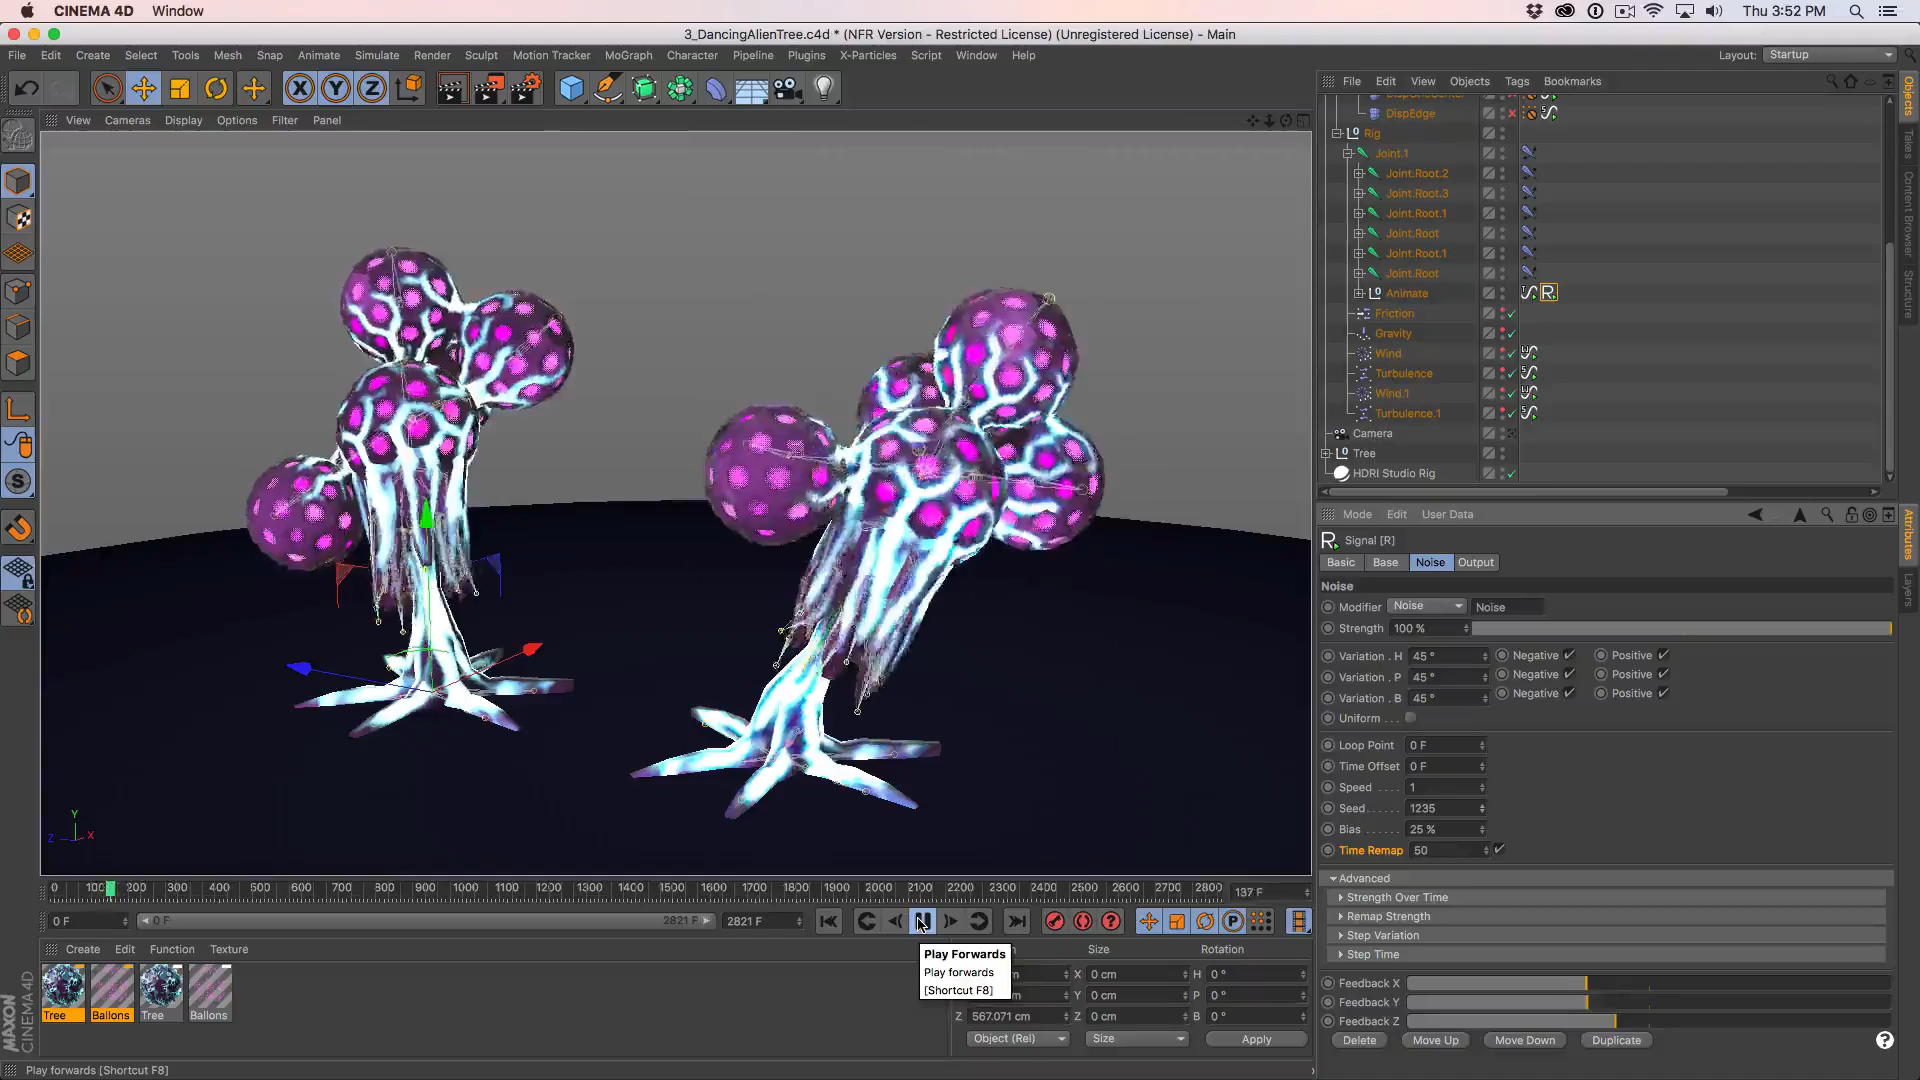 CINEMA 4D Window
Thu 3:52 PM
3_DancingAlienTree.c4d * (NFR Version - Restricted License) (Unregistered License) - Main
File Edit Create Select Tools Mesh Snap Animate Simulate Render Sculpt Motion Tracker MoGraph Character Pipeline Plugins X-Particles Script Window Help
Layout: Startup
File Edit View Objects Tags Bookmarks
View Cameras Display Options Filter Panel
DispEdge
Rig
Joint.1
Joint.Root.2
Joint.Root.3
Joint.Root.1
Joint.Root
Joint.Root.1
Joint.Root
Animate
Friction
Gravity
Wind
Turbulence
Wind.1
Turbulence.1
Camera
Tree
HDRI Studio Rig
Objects
Takes
Content Browser
Structure
Mode Edit User Data
Signal [R]
Basic Base Noise Output
Noise
Modifier Noise Noise
Strength 100 %
Variation . H 45 ° Negative Positive
Variation . P 45 ° Negative Positive
Variation . B 45 ° Negative Positive
Uniform . . .
Loop Point 0 F
Time Offset 0 F
Speed . . . . 1
Seed. . . . . 1235
Bias . . . . . 25 %
Time Remap 50
Advanced
Strength Over Time
Remap Strength
Step Variation
Step Time
Feedback X
Feedback Y
Feedback Z
Delete Move Up Move Down Duplicate
Attributes
Layers
Y
Z X
0 100 200 300 400 500 600 700 800 900 1000 1100 1200 1300 1400 1500 1600 1700 1800 1900 2000 2100 2200 2300 2400 2500 2600 2700 2800
137 F
0 F 0 F 2821 F 2821 F
Create Edit Function Texture
Tree Ballons Tree Ballons
Play Forwards
Play forwards
[Shortcut F8]
Size Rotation
X 0 cm H 0 °
Y 0 cm P 0 °
Z 567.071 cm Z 0 cm B 0 °
Object (Rel) Size Apply
MAXON
CINEMA 4D
Play forwards [Shortcut F8]